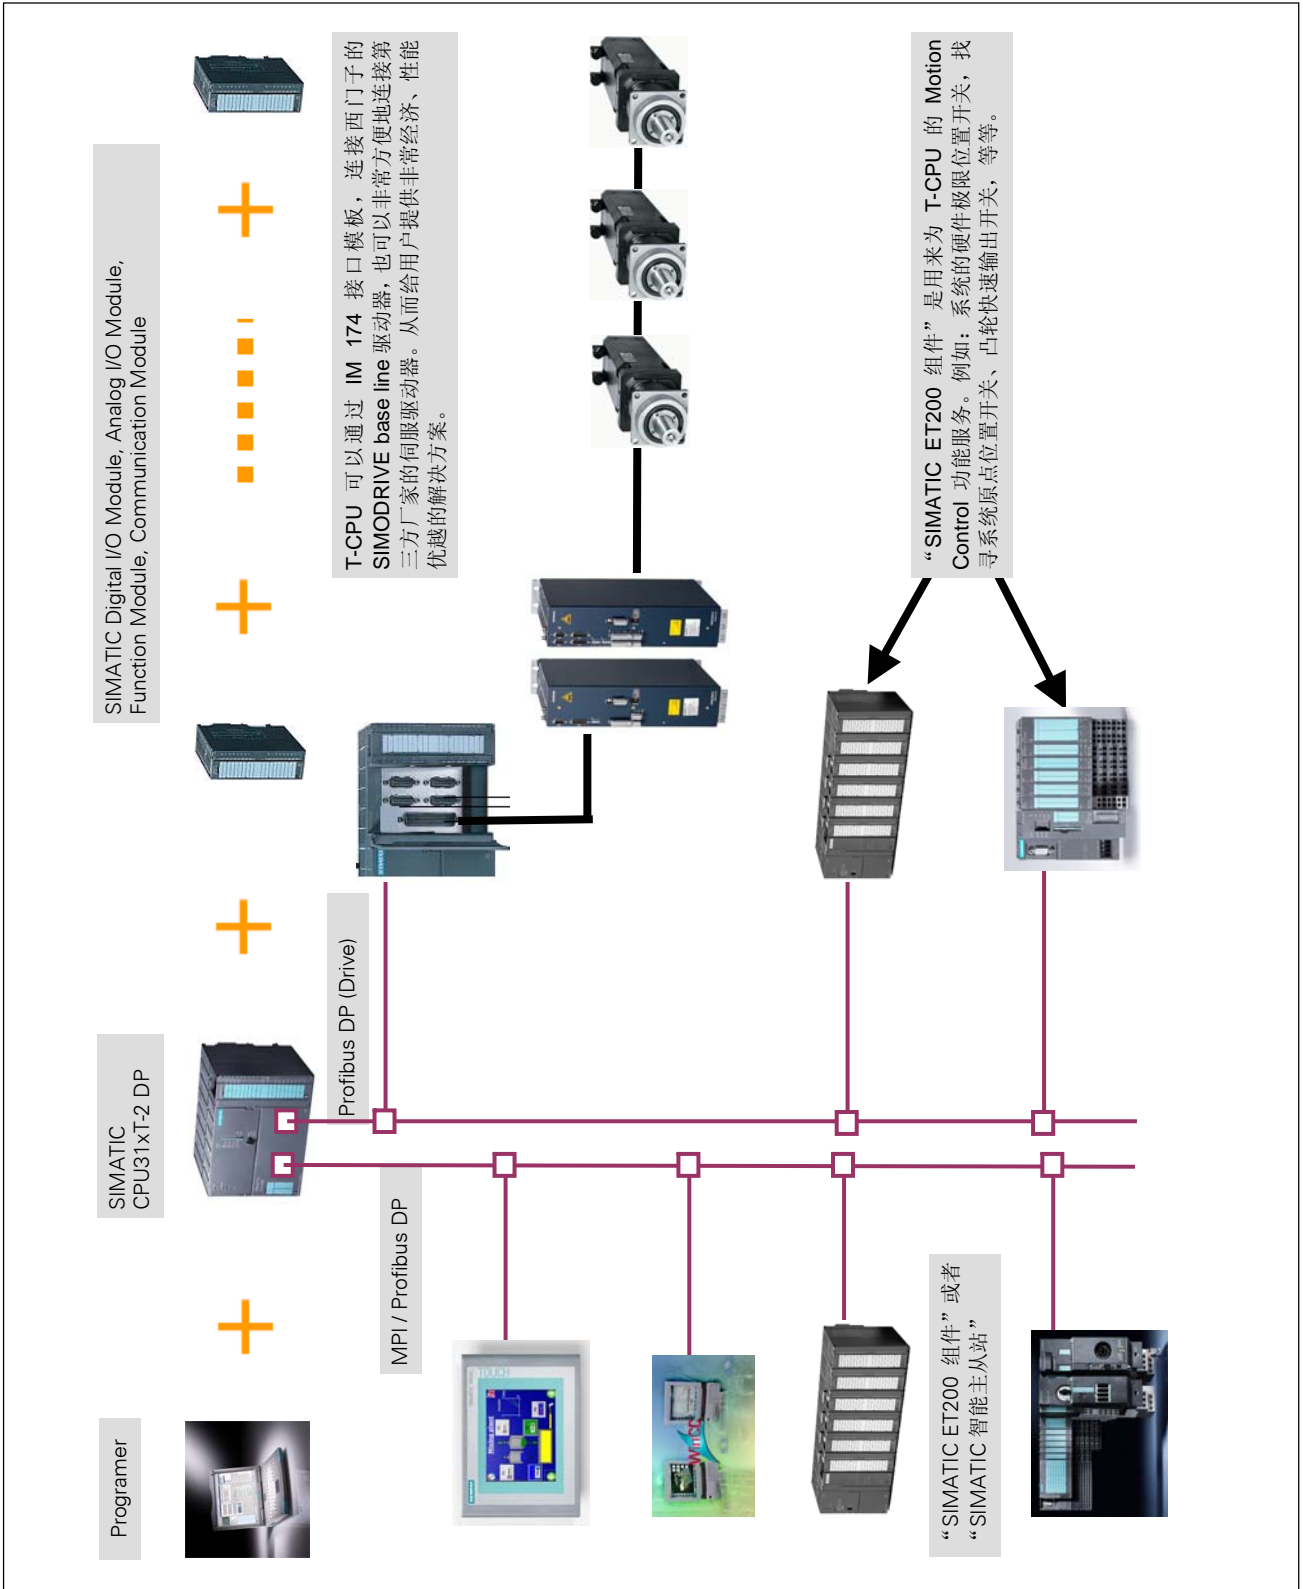 Programer
SIMATIC
CPU31xT-2 DP
SIMATIC Digital I/O Module, Analog I/O Module,
Function Module, Communication Module
MPI / Profibus DP
Profibus DP (Drive)
T-CPU 可以通过 IM 174 接口模板，连接西门子的
SIMODRIVE base line 驱动器，也可以非常方便地连接第
三方厂家的伺服驱动器。从而给用户提供非常经济、性能
优越的解决方案。
TOUCH
WinCC
“SIMATIC ET200 组件”或者
“SIMATIC 智能主从站”
“SIMATIC ET200 组件”是用来为 T-CPU 的 Motion
Control 功能服务。例如：系统的硬件极限位置开关，找
寻系统原点位置开关、凸轮快速输出开关，等等。